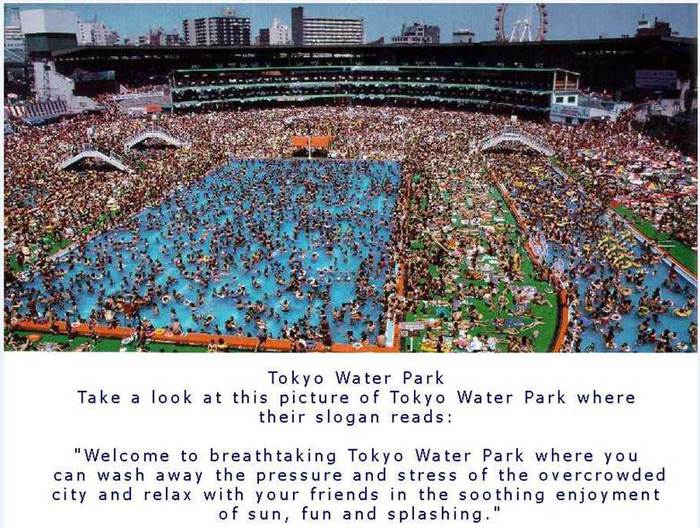 Tokyo Water Park
Take a look at this picture of Tokyo Water Park where
their slogan reads:
"Welcome to breathtaking Tokyo Water Park where you
can wash away the pressure and stress of the overcrowded
city and relax with your friends in the soothing enjoyment
of sun, fun and splashing."